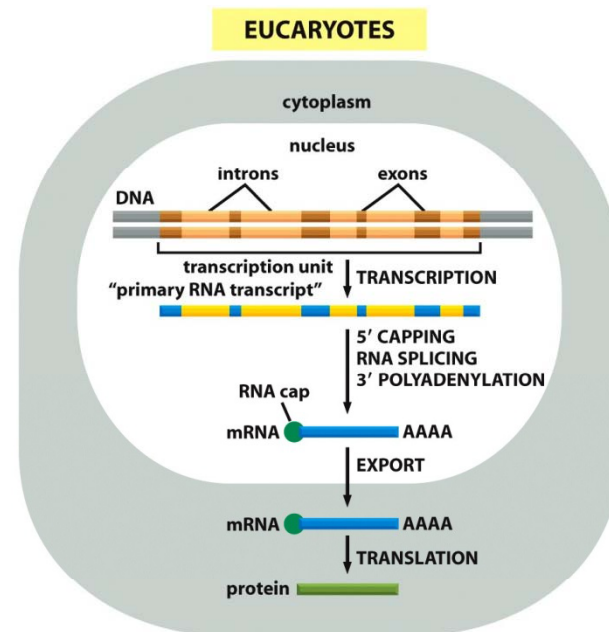 EUCARYOTES
cytoplasm
nucleus
introns
exons
DNA
transcription unit
"primary RNA transcript"
TRANSCRIPTION
5′ CAPPING
RNA SPLICING
3′ POLYADENYLATION
RNA cap
mRNA
AAAA
EXPORT
mRNA
AAAA
TRANSLATION
protein